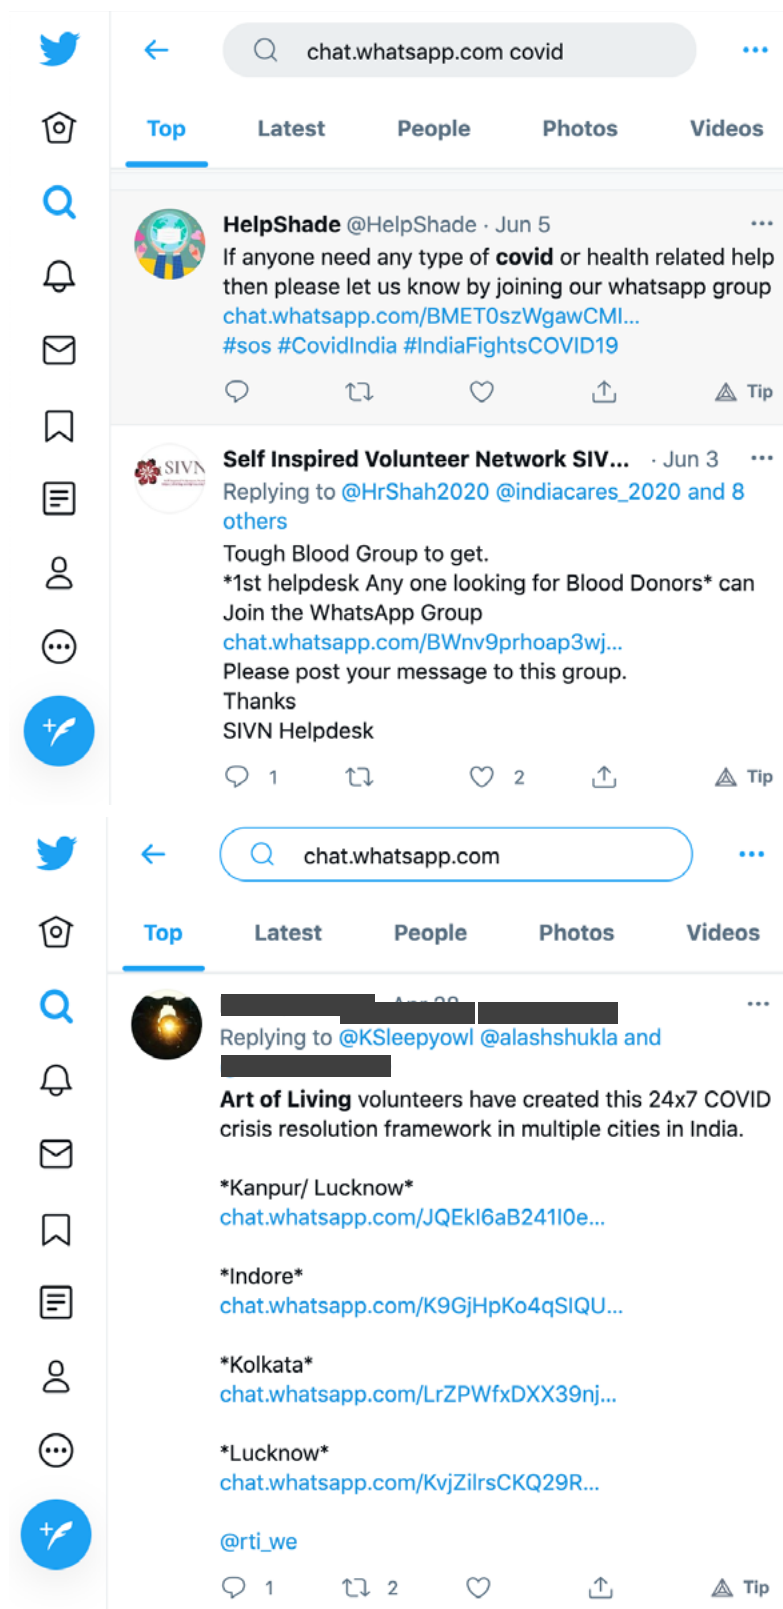 chat.whatsapp.com covid
Top Latest People Photos Videos
HelpShade @HelpShade · Jun 5
If anyone need any type of covid or health related help
then please let us know by joining our whatsapp group
chat.whatsapp.com/BMET0szWgawCMI...
#sos #CovidIndia #IndiaFightsCOVID19
Tip
SIVN
Self Inspired Volunteer Network SIV... · Jun 3
Replying to @HrShah2020 @indiacares_2020 and 8
others
Tough Blood Group to get.
*1st helpdesk Any one looking for Blood Donors* can
Join the WhatsApp Group
chat.whatsapp.com/BWnv9prhoap3wj...
Please post your message to this group.
Thanks
SIVN Helpdesk
1 2 Tip
chat.whatsapp.com
Top Latest People Photos Videos
Replying to @KSleepyowl @alashshukla and
Art of Living volunteers have created this 24x7 COVID
crisis resolution framework in multiple cities in India.
*Kanpur/ Lucknow*
chat.whatsapp.com/JQEkI6aB241I0e...
*Indore*
chat.whatsapp.com/K9GjHpKo4qSIQU...
*Kolkata*
chat.whatsapp.com/LrZPWfxDXX39nj...
*Lucknow*
chat.whatsapp.com/KvjZilrsCKQ29R...
@rti_we
1 2 Tip